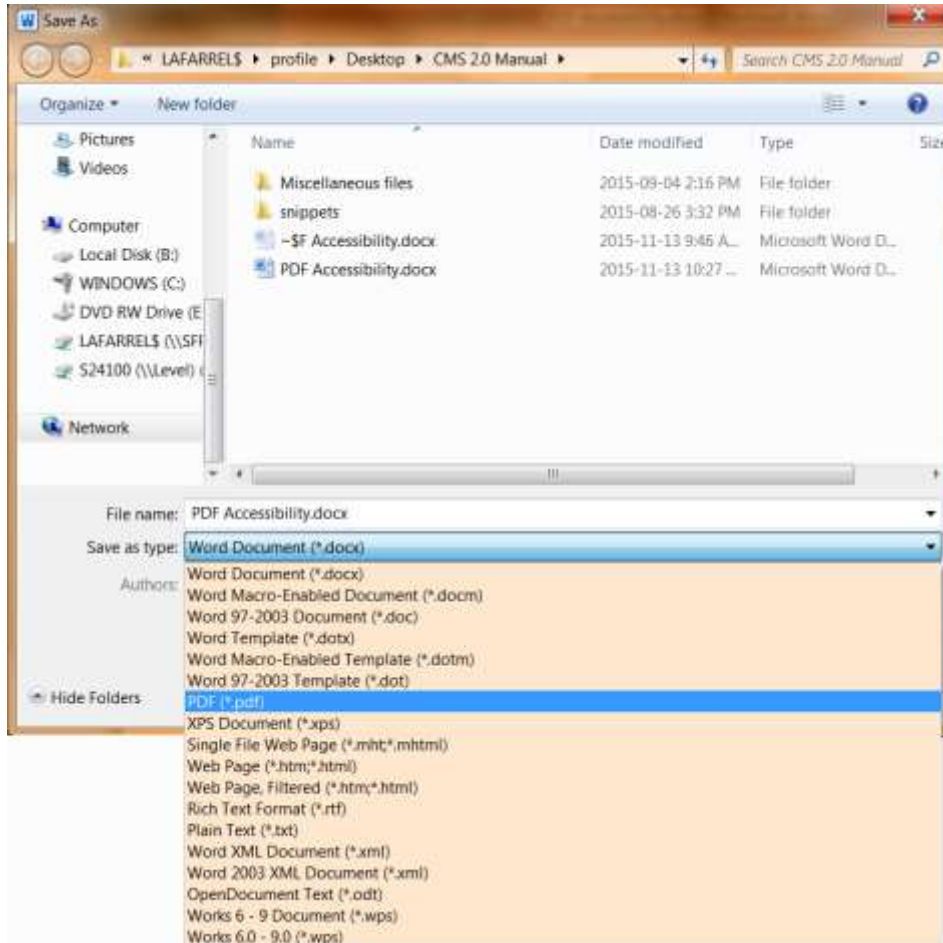 Save As
« LAFARREL$ ▸ profile ▸ Desktop ▸ CMS 2.0 Manual ▸ Search CMS 2.0 Manual
Organize New folder
Pictures
Videos
Computer
Local Disk (B:)
WINDOWS (C:)
DVD RW Drive (E
LAFARREL$ (\\SFF
S24100 (\\Level) (
Network
Name Date modified Type Size
Miscellaneous files 2015-09-04 2:16 PM File folder
snippets 2015-08-26 3:32 PM File folder
~$F Accessibility.docx 2015-11-13 9:46 A... Microsoft Word D...
PDF Accessibility.docx 2015-11-13 10:27 ... Microsoft Word D...
File name: PDF Accessibility.docx
Save as type: Word Document (*.docx)
Authors:
Word Document (*.docx)
Word Macro-Enabled Document (*.docm)
Word 97-2003 Document (*.doc)
Word Template (*.dotx)
Word Macro-Enabled Template (*.dotm)
Word 97-2003 Template (*.dot)
Hide Folders
PDF (*.pdf)
XPS Document (*.xps)
Single File Web Page (*.mht;*.mhtml)
Web Page (*.htm;*.html)
Web Page, Filtered (*.htm;*.html)
Rich Text Format (*.rtf)
Plain Text (*.txt)
Word XML Document (*.xml)
Word 2003 XML Document (*.xml)
OpenDocument Text (*.odt)
Works 6 - 9 Document (*.wps)
Works 6.0 - 9.0 (*.wps)